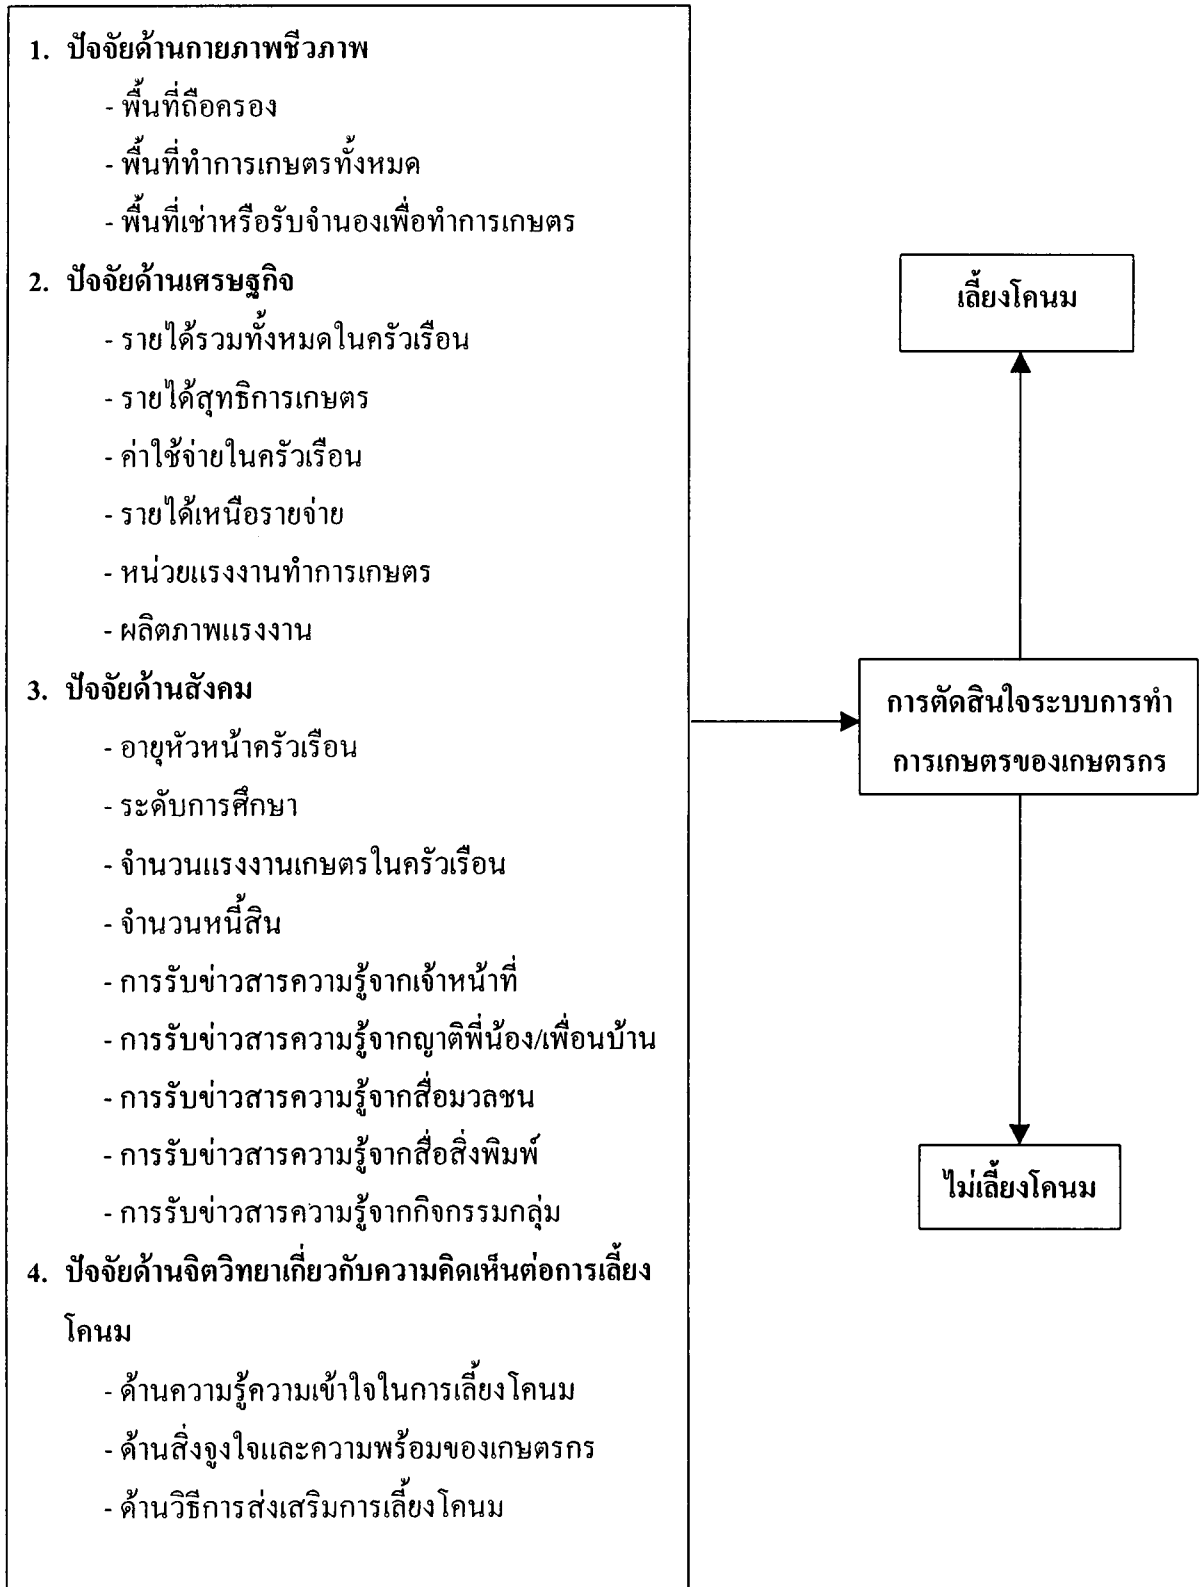 1. ปัจจัยด้านกายภาพชีวภาพ
- พื้นที่ถือครอง
- พื้นที่ทำการเกษตรทั้งหมด
- พื้นที่เช่าหรือรับจำนองเพื่อทำการเกษตร
2. ปัจจัยด้านเศรษฐกิจ
- รายได้รวมทั้งหมดในครัวเรือน
- รายได้สุทธิการเกษตร
- ค่าใช้จ่ายในครัวเรือน
- รายได้เหนือรายจ่าย
- หน่วยแรงงานทำการเกษตร
- ผลิตภาพแรงงาน
3. ปัจจัยด้านสังคม
- อายุหัวหน้าครัวเรือน
- ระดับการศึกษา
- จำนวนแรงงานเกษตรในครัวเรือน
- จำนวนหนี้สิน
- การรับข่าวสารความรู้จากเจ้าหน้าที่
- การรับข่าวสารความรู้จากญาติพี่น้อง/เพื่อนบ้าน
- การรับข่าวสารความรู้จากสื่อมวลชน
- การรับข่าวสารความรู้จากสื่อสิ่งพิมพ์
- การรับข่าวสารความรู้จากกิจกรรมกลุ่ม
4. ปัจจัยด้านจิตวิทยาเกี่ยวกับความคิดเห็นต่อการเลี้ยง
โคนม
- ด้านความรู้ความเข้าใจในการเลี้ยงโคนม
- ด้านสิ่งจูงใจและความพร้อมของเกษตรกร
- ด้านวิธีการส่งเสริมการเลี้ยงโคนม
เลี้ยงโคนม
การตัดสินใจระบบการทำ
การเกษตรของเกษตรกร
ไม่เลี้ยงโคนม